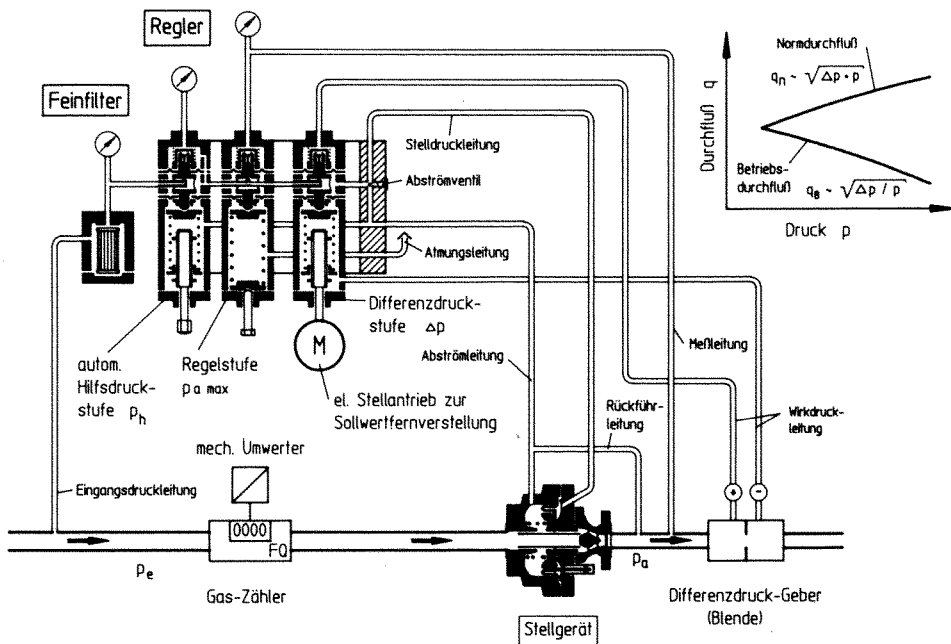 Regler
Feinfilter
Stelldruckleitung
Abströmventil
Atmungsleitung
Differenzdruck-
stufe Δp
autom.
Hilfsdruck-
stufe ph
Regelstufe
pa max
M
el. Stellantrieb zur
Sollwertfernverstellung
Abströmleitung
Meßleitung
Rückführ-
leitung
Wirkdruck-
leitung
mech. Umwerter
Eingangsdruckleitung
0000
FQ
+
-
pe
pa
Gas-Zähler
Stellgerät
Differenzdruck-Geber
(Blende)
Durchfluß q
Normdurchfluß
qn ~ √Δp · p
Betriebs-
durchfluß
qB ~ √Δp / p
Druck p